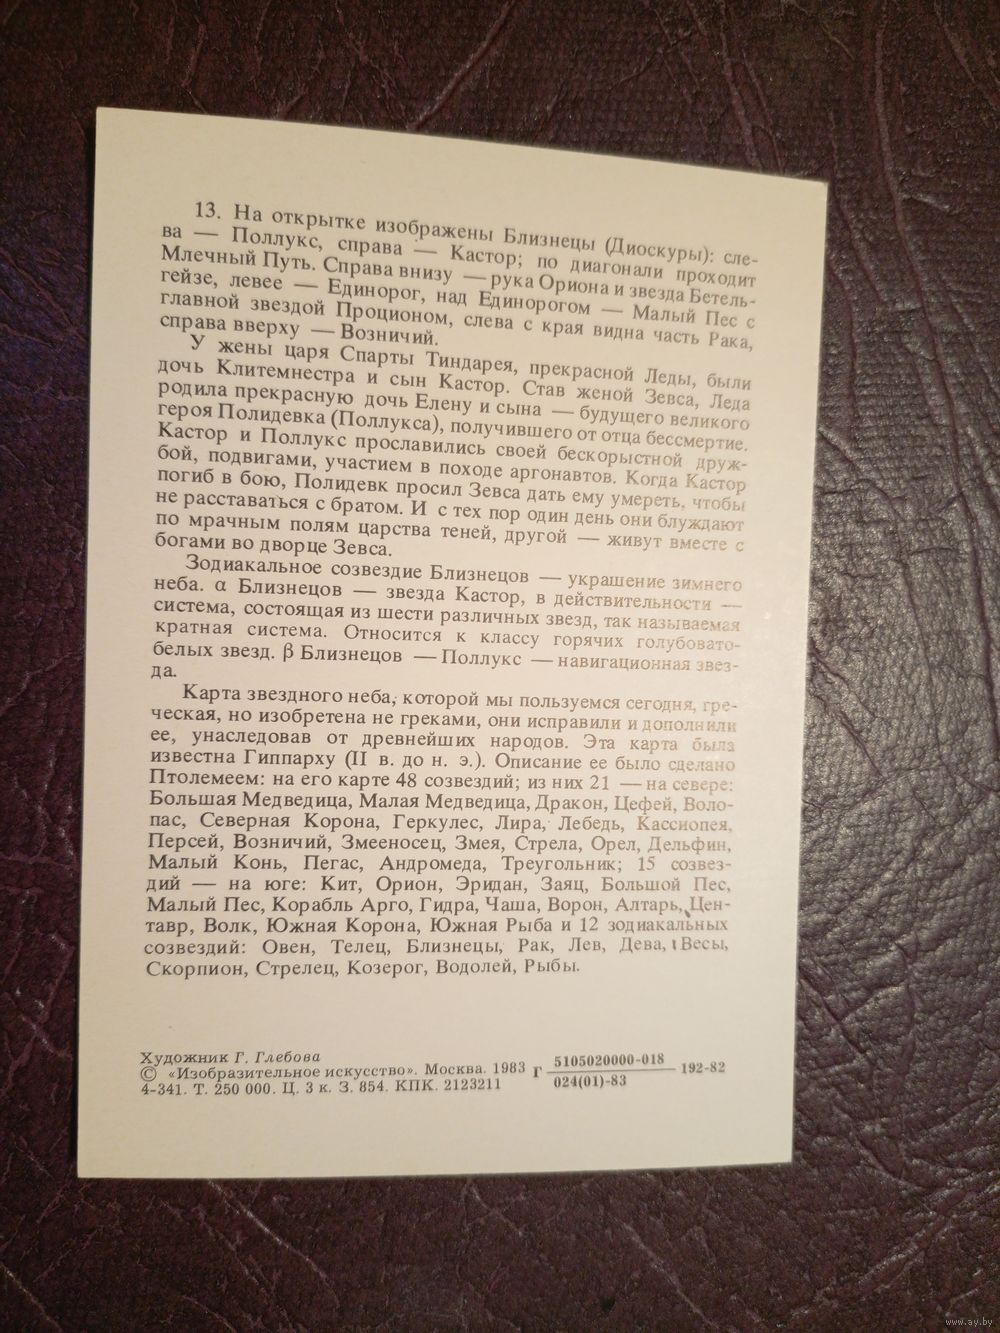 13. На открытке изображены Близнецы (Диоскуры): сле-
ва — Поллукс, справа — Кастор; по диагонали проходит
Млечный Путь. Справа внизу — рука Ориона и звезда Бетель-
гейзе, левее — Единорог, над Единорогом — Малый Пес с
главной звездой Проционом, слева с края видна часть Рака,
справа вверху — Возничий.
У жены царя Спарты Тиндарея, прекрасной Леды, были
дочь Клитемнестра и сын Кастор. Став женой Зевса, Леда
родила прекрасную дочь Елену и сына — будущего великого
героя Полидевка (Поллукса), получившего от отца бессмертие.
Кастор и Поллукс прославились своей бескорыстной друж-
бой, подвигами, участием в походе аргонавтов. Когда Кастор
погиб в бою, Полидевк просил Зевса дать ему умереть, чтобы
не расставаться с братом. И с тех пор один день они блуждают
по мрачным полям царства теней, другой — живут вместе с
богами во дворце Зевса.
Зодиакальное созвездие Близнецов — украшение зимнего
неба. α Близнецов — звезда Кастор, в действительности —
система, состоящая из шести различных звезд, так называемая
кратная система. Относится к классу горячих голубовато-
белых звезд. β Близнецов — Поллукс — навигационная звез-
да.
Карта звездного неба, которой мы пользуемся сегодня, гре-
ческая, но изобретена не греками, они исправили и дополнили
ее, унаследовав от древнейших народов. Эта карта была
известна Гиппарху (II в. до н. э.). Описание ее было сделано
Птолемеем: на его карте 48 созвездий; из них 21 — на севере:
Большая Медведица, Малая Медведица, Дракон, Цефей, Воло-
пас, Северная Корона, Геркулес, Лира, Лебедь, Кассиопея,
Персей, Возничий, Змееносец, Змея, Стрела, Орел, Дельфин,
Малый Конь, Пегас, Андромеда, Треугольник; 15 созвез-
дий — на юге: Кит, Орион, Эридан, Заяц, Большой Пес,
Малый Пес, Корабль Арго, Гидра, Чаша, Ворон, Алтарь, Цен-
тавр, Волк, Южная Корона, Южная Рыба и 12 зодиакальных
созвездий: Овен, Телец, Близнецы, Рак, Лев, Дева, Весы,
Скорпион, Стрелец, Козерог, Водолей, Рыбы.
Художник Г. Глебова
© «Изобразительное искусство». Москва. 1983
4-341. Т. 250 000. Ц. 3 к. З. 854. КПК. 2123211
Г 5105020000-018 192-82
024(01)-83
www.ay.by